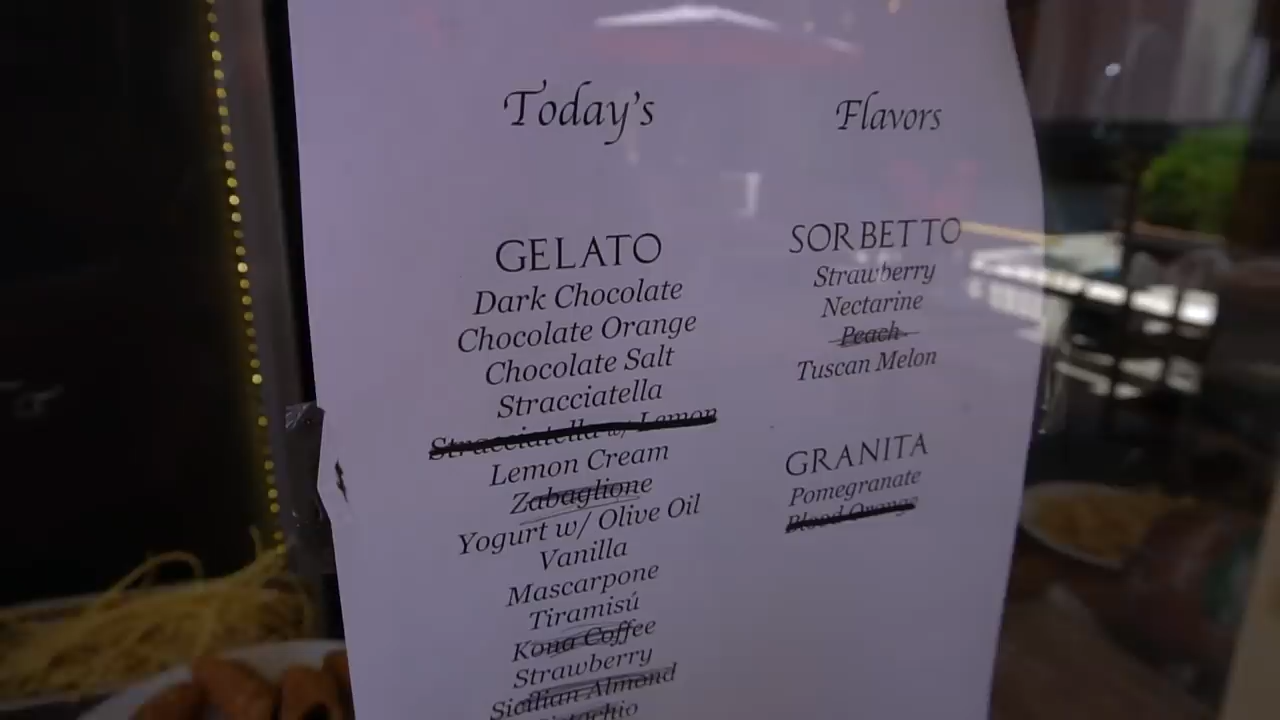 Today's Flavors
GELATO
Dark Chocolate
Chocolate Orange
Chocolate Salt
Stracciatella
Stracciatella w/ Lemon
Lemon Cream
Zabaglione
Yogurt w/ Olive Oil
Vanilla
Mascarpone
Tiramisú
Kona Coffee
Strawberry
Sicilian Almond
Pistachio
SORBETTO
Strawberry
Nectarine
Peach
Tuscan Melon
GRANITA
Pomegranate
Blood Orange